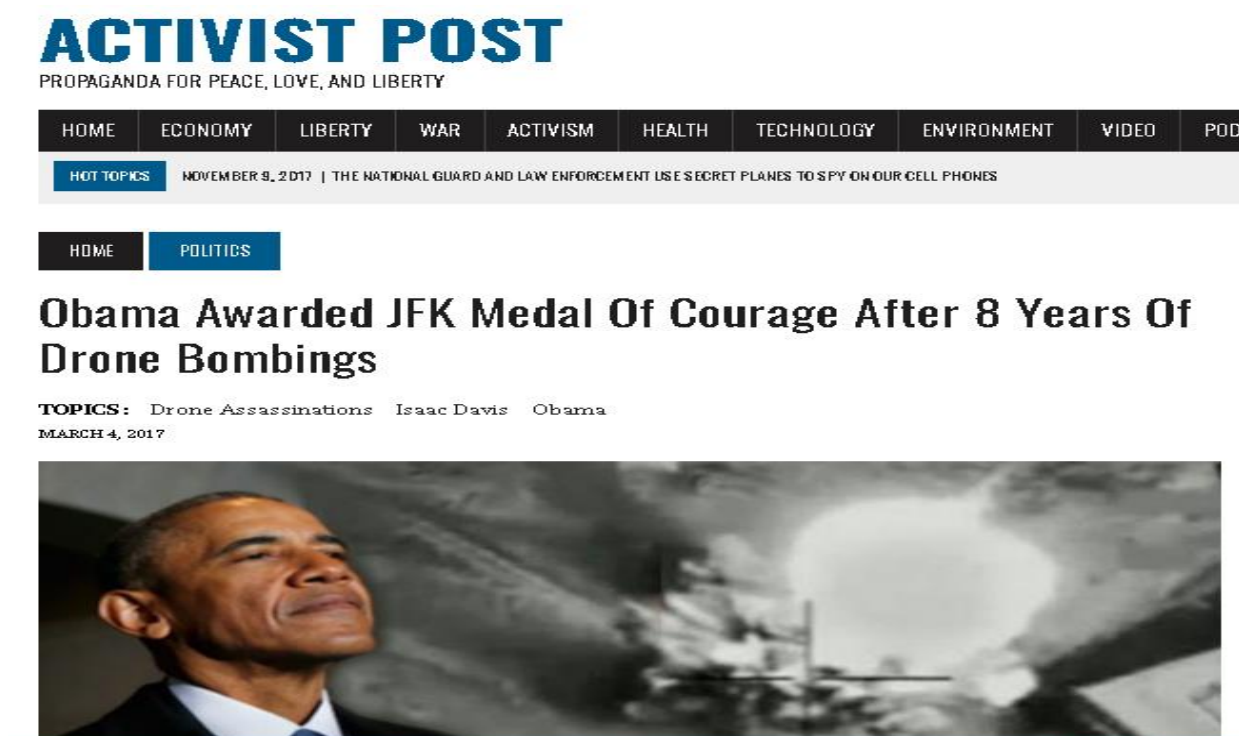 ACTIVIST POST
PROPAGANDA FOR PEACE, LOVE, AND LIBERTY
HOME ECONOMY LIBERTY WAR ACTIVISM HEALTH TECHNOLOGY ENVIRONMENT VIDEO POD
HOT TOPICS NOVEMBER 9, 2017 | THE NATIONAL GUARD AND LAW ENFORCEMENT USE SECRET PLANES TO SPY ON OUR CELL PHONES
HOME POLITICS
Obama Awarded JFK Medal Of Courage After 8 Years Of
Drone Bombings
TOPICS: Drone Assassinations Isaac Davis Obama
MARCH 4, 2017